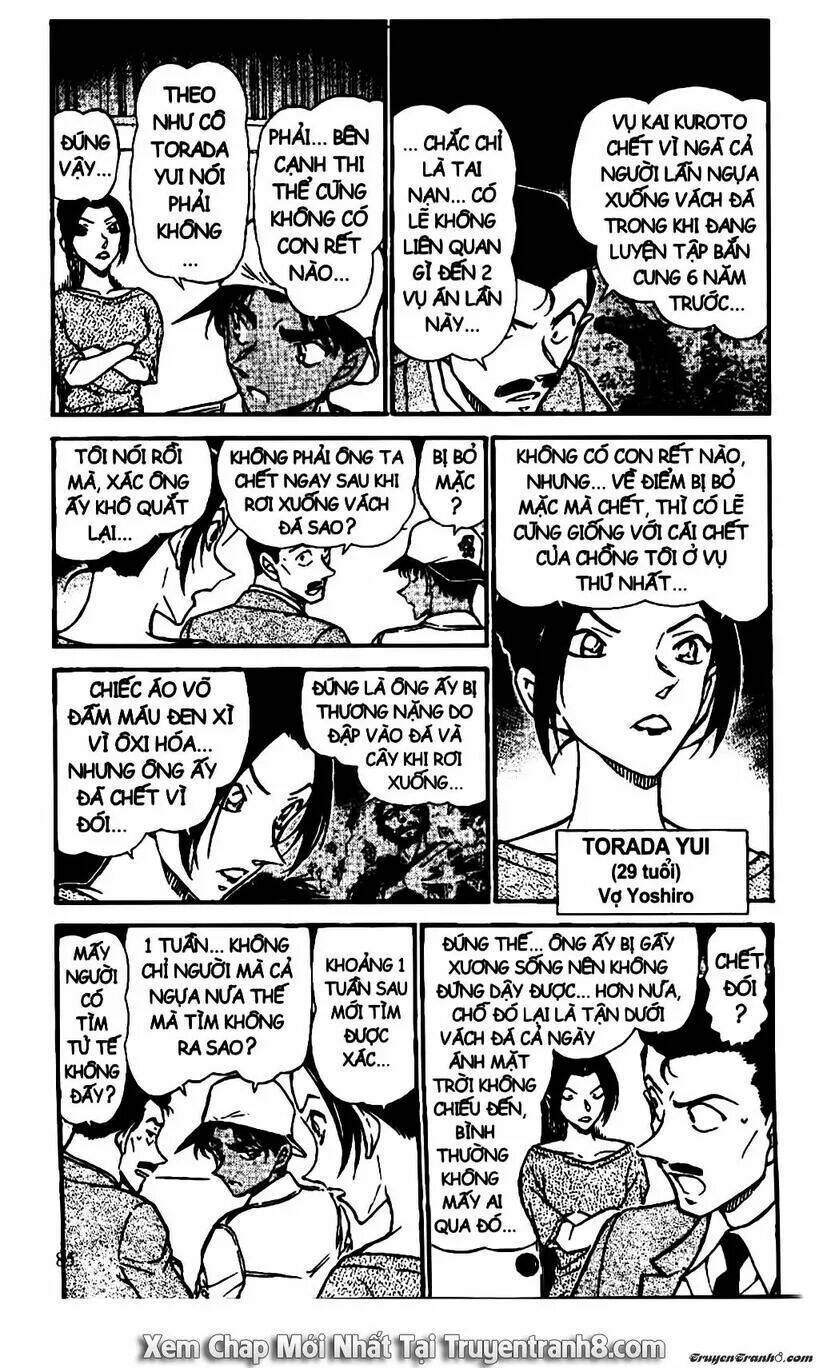 VỤ KAI KUROTO
CHẾT VÌ NGÃ CẢ
NGƯỜI LẪN NGỰA
XUỐNG VÁCH ĐÁ
TRONG KHI ĐANG
LUYỆN TẬP BẮN
CUNG 6 NĂM
TRƯỚC...
... CHẮC CHỈ
LÀ TAI
NẠN... CÓ
LẼ KHÔNG
LIÊN QUAN
GÌ ĐẾN 2
VỤ ÁN LẦN
NÀY...
PHẢI... BÊN
CẠNH THI
THỂ CŨNG
KHÔNG CÓ
CON RẾT
NÀO...
THEO
NHƯ CÔ
TORADA
YUI NÓI
PHẢI
KHÔNG
...
ĐÚNG
VẬY...
KHÔNG CÓ CON RẾT NÀO,
NHƯNG... VỀ ĐIỂM BỊ BỎ
MẶC MÀ CHẾT, THÌ CÓ LẼ
CŨNG GIỐNG VỚI CÁI CHẾT
CỦA CHỒNG TÔI Ở VỤ
THỨ NHẤT...
TORADA YUI
(29 tuổi)
Vợ Yoshiro
BỊ BỎ
MẶC
?
KHÔNG PHẢI ÔNG TA
CHẾT NGAY SAU KHI
RƠI XUỐNG VÁCH
ĐÁ SAO?
TÔI NÓI RỒI
MÀ, XÁC ÔNG
ẤY KHÔ QUẮT
LẠI...
ĐÚNG LÀ ÔNG ẤY BỊ
THƯƠNG NẶNG DO
ĐẬP VÀO ĐÁ VÀ
CÂY KHI RƠI
XUỐNG...
CHIẾC ÁO VÕ
ĐẪM MÁU ĐEN XÌ
VÌ ÔXI HÓA...
NHƯNG ÔNG ẤY
ĐÃ CHẾT VÌ
ĐÓI...
CHẾT
ĐÓI
?
ĐÚNG THẾ... ÔNG ẤY BỊ GÃY
XƯƠNG SỐNG NÊN KHÔNG
ĐỨNG DẬY ĐƯỢC... HƠN NỮA,
CHỖ ĐÓ LẠI LÀ TẬN DƯỚI
VÁCH ĐÁ CẢ NGÀY
ÁNH MẶT
TRỜI KHÔNG
CHIẾU ĐẾN,
BÌNH
THƯỜNG
KHÔNG
MẤY AI
QUA ĐÓ...
KHOẢNG 1
TUẦN SAU
MỚI TÌM
ĐƯỢC
XÁC...
1 TUẦN... KHÔNG
CHỈ NGƯỜI MÀ CẢ
NGỰA NỮA THẾ
MÀ TÌM KHÔNG
RA SAO?
MẤY
NGƯỜI
CÓ
TÌM
TỬ TẾ
KHÔNG
ĐẤY?
Xem Chap Mới Nhất Tại Truyentranh8.com
TruyenTranh8.com